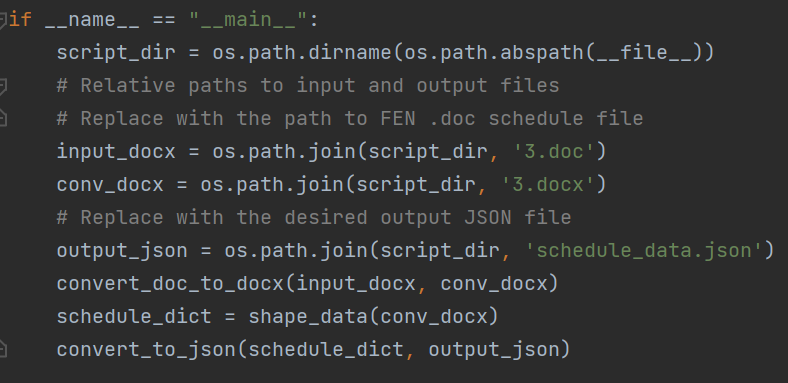 if __name__ == "__main__":
    script_dir = os.path.dirname(os.path.abspath(__file__))
    # Relative paths to input and output files
    # Replace with the path to FEN .doc schedule file
    input_docx = os.path.join(script_dir, '3.doc')
    conv_docx = os.path.join(script_dir, '3.docx')
    # Replace with the desired output JSON file
    output_json = os.path.join(script_dir, 'schedule_data.json')
    convert_doc_to_docx(input_docx, conv_docx)
    schedule_dict = shape_data(conv_docx)
    convert_to_json(schedule_dict, output_json)